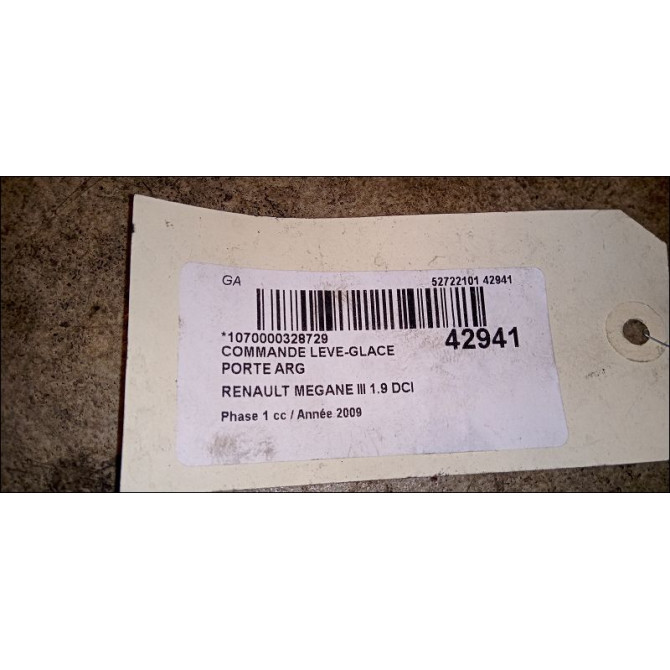 GA 52722101 42941
*1070000328729 42941
COMMANDE LEVE-GLACE
PORTE ARG
RENAULT MEGANE III 1.9 DCI
Phase 1 cc / Année 2009